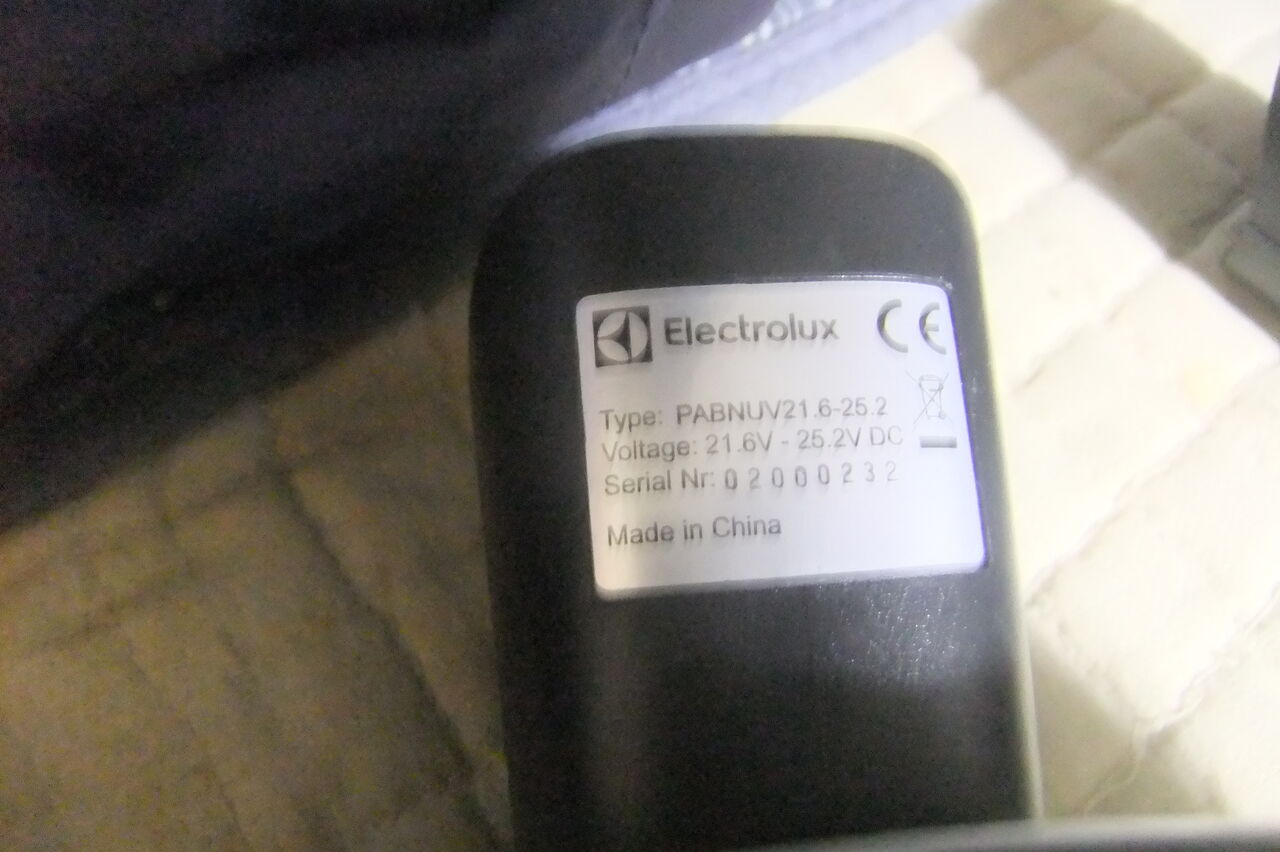 Electrolux CE
Type: PABNUV21.6-25.2
Voltage: 21.6V - 25.2V DC
Serial Nr: 02000232
Made in China